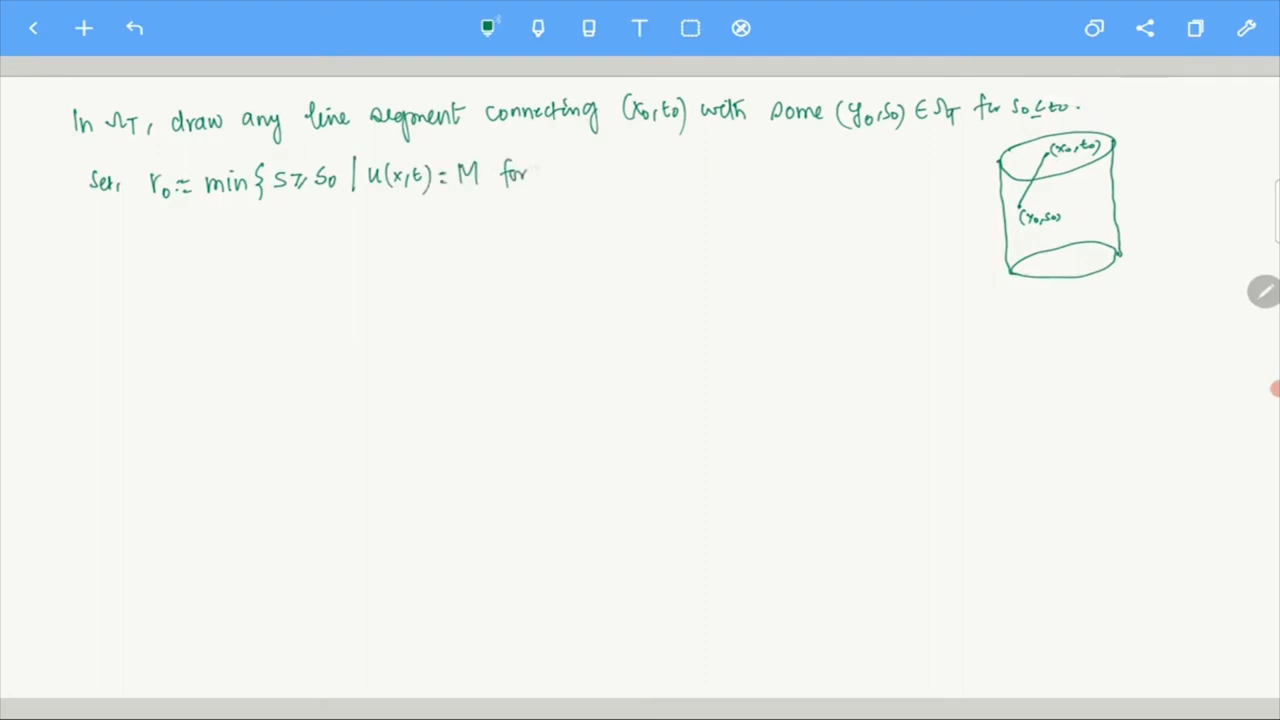 In Ω_T, draw any line segment connecting (x₀,t₀) with some (y₀,s₀) ∈ Ω_T for s₀ ≤ t₀.
Set, r₀ := min{ s ≥ s₀ | u(x,t) = M for
(x₀,t₀)
(y₀,s₀)
T